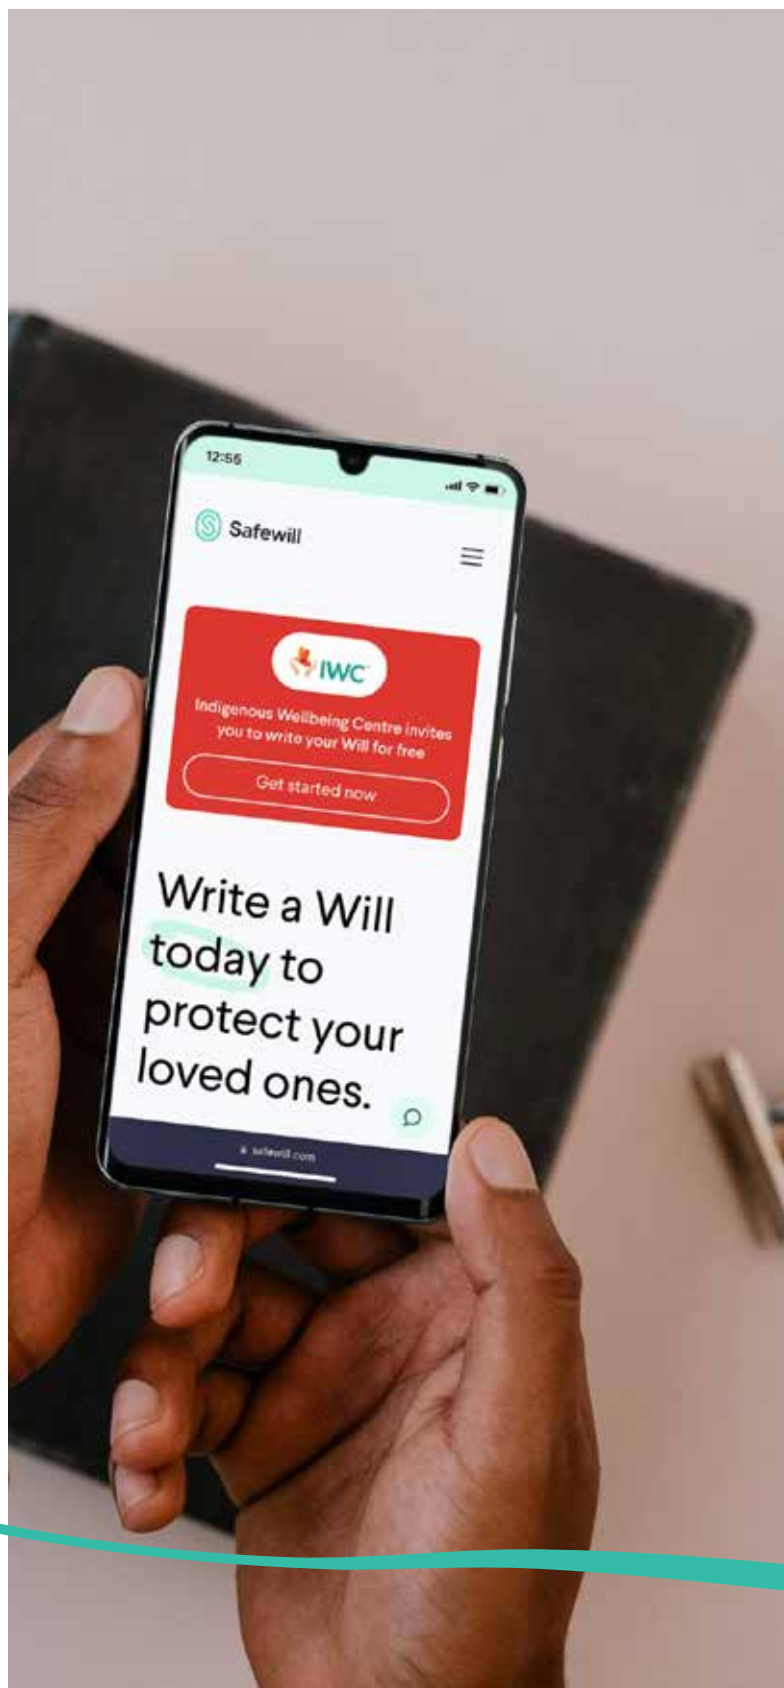 12:55
Safewill
IWC
Indigenous Wellbeing Centre invites
you to write your Will for free
Get started now
Write a Will
today to
protect your
loved ones.
safewill.com